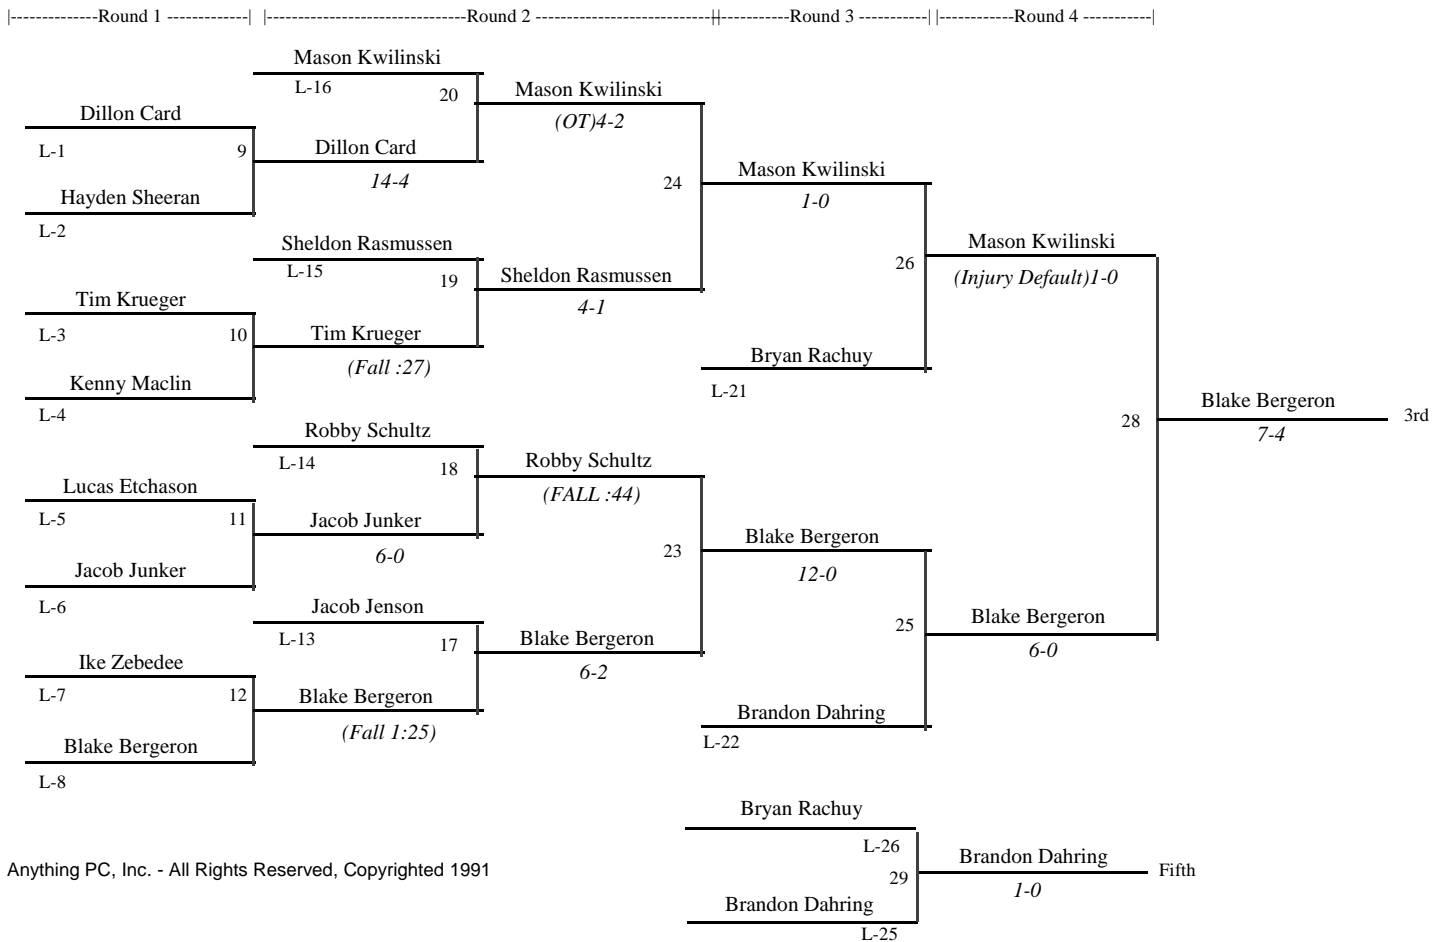 |-------------Round 1 -------------| |-----------------------------Round 2 --------------------------||-----------Round 3 -----------| |-----------Round 4 ----------|
Mason Kwilinski
L-16
20
Mason Kwilinski
(OT)4-2
Dillon Card
L-1
9
Dillon Card
14-4
Hayden Sheeran
L-2
24
Mason Kwilinski
1-0
Sheldon Rasmussen
L-15
19
Sheldon Rasmussen
4-1
Tim Krueger
L-3
10
Tim Krueger
(Fall :27)
Kenny Maclin
L-4
26
Mason Kwilinski
(Injury Default)1-0
Bryan Rachuy
L-21
Robby Schultz
L-14
18
Robby Schultz
(FALL :44)
Lucas Etchason
L-5
11
Jacob Junker
6-0
Jacob Junker
L-6
23
Blake Bergeron
12-0
28
Blake Bergeron
3rd
7-4
Jacob Jenson
L-13
17
Blake Bergeron
6-2
Ike Zebedee
L-7
12
Blake Bergeron
(Fall 1:25)
Blake Bergeron
L-8
25
Blake Bergeron
6-0
Brandon Dahring
L-22
Bryan Rachuy
L-26
29
Brandon Dahring
Fifth
1-0
Brandon Dahring
L-25
Anything PC, Inc. - All Rights Reserved, Copyrighted 1991